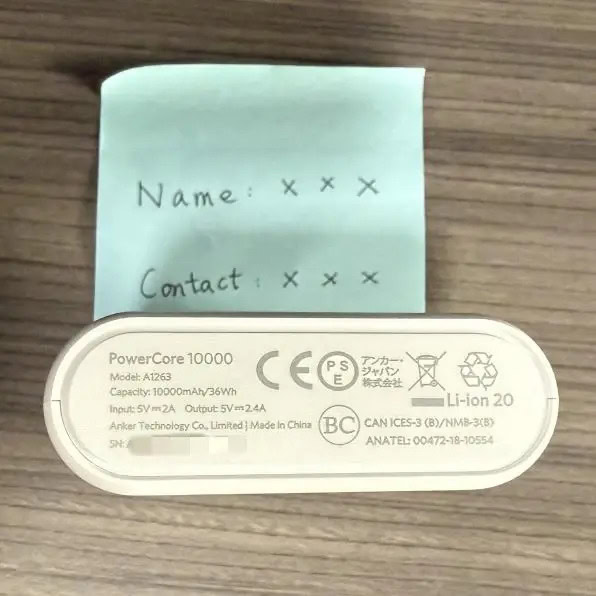 Name: x x x
Contact: x x x
PowerCore 10000
Model: A1263
Capacity: 10000mAh/36Wh
Input: 5V⎓2A Output: 5V⎓2.4A
Anker Technology Co., Limited | Made In China
SN: A
CE
PSE
アンカー・
ジャパン
株式会社
Li-ion 20
BC
CAN ICES-3 (B)/NMB-3(B)
ANATEL: 00472-18-10554